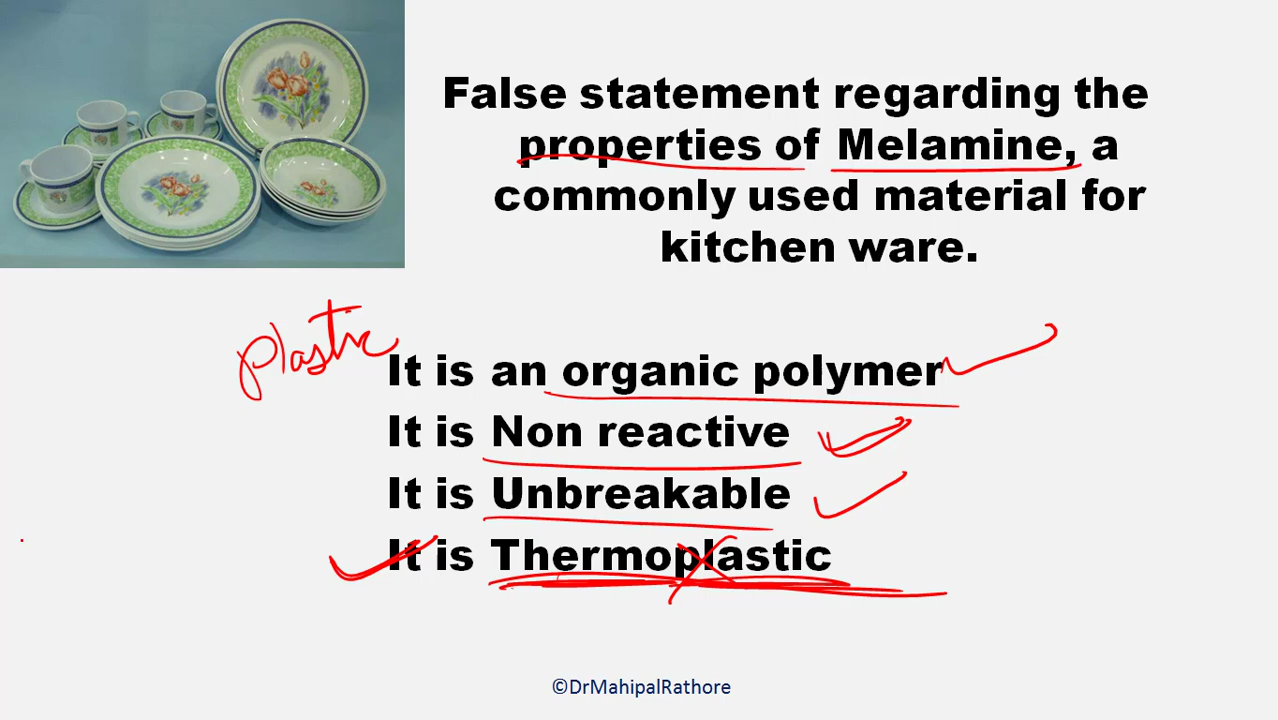 False statement regarding the
properties of Melamine, a
commonly used material for
kitchen ware.
plastic
It is an organic polymer
It is Non reactive
It is Unbreakable
It is Thermoplastic
©DrMahipalRathore